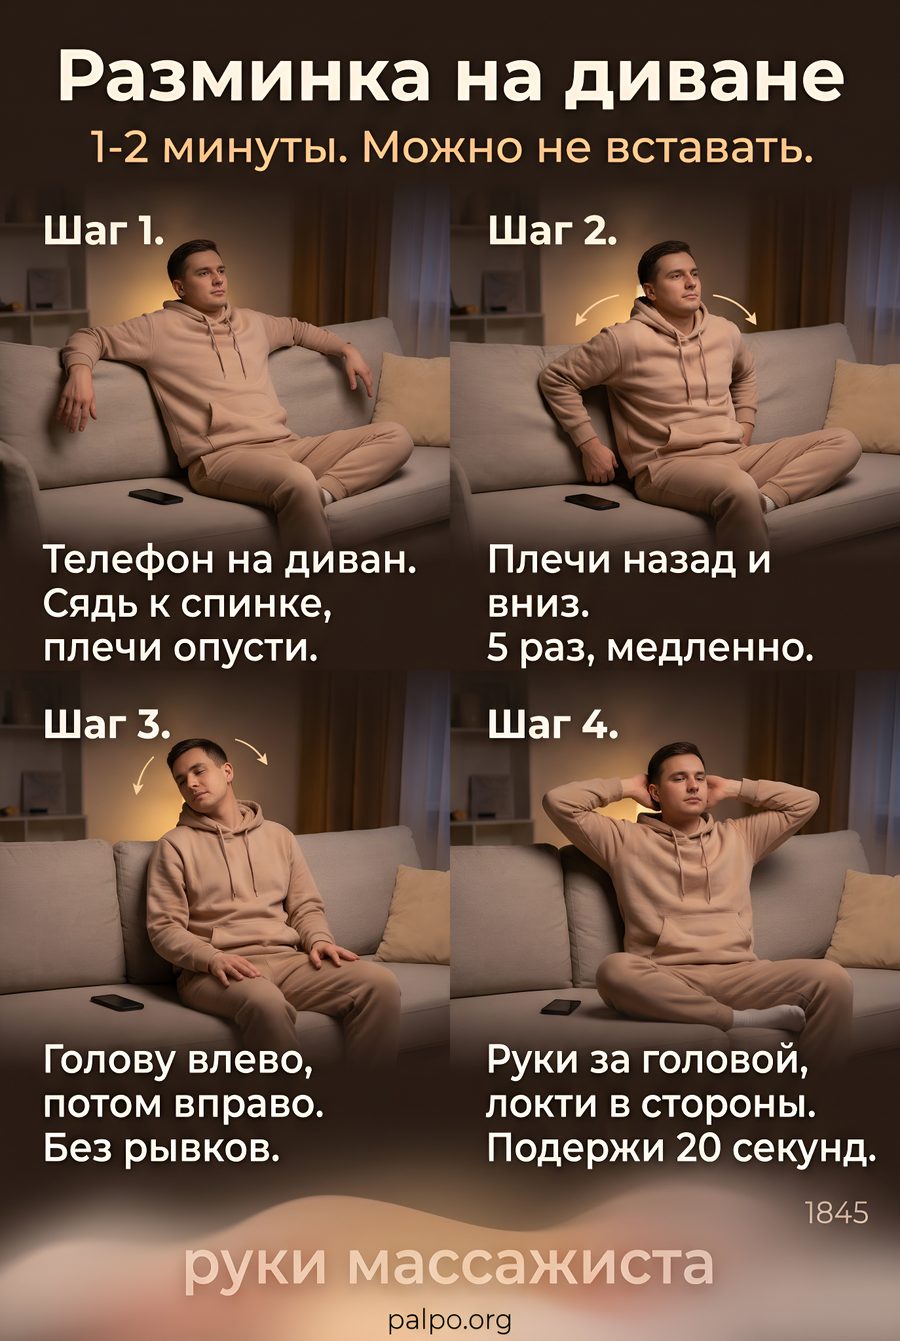 Разминка на диване
1-2 минуты. Можно не вставать.
Шаг 1.
Телефон на диван.
Сядь к спинке,
плечи опусти.
Шаг 2.
Плечи назад и
вниз.
5 раз, медленно.
Шаг 3.
Голову влево,
потом вправо.
Без рывков.
Шаг 4.
Руки за головой,
локти в стороны.
Подержи 20 секунд.
1845
руки массажиста
palpo.org